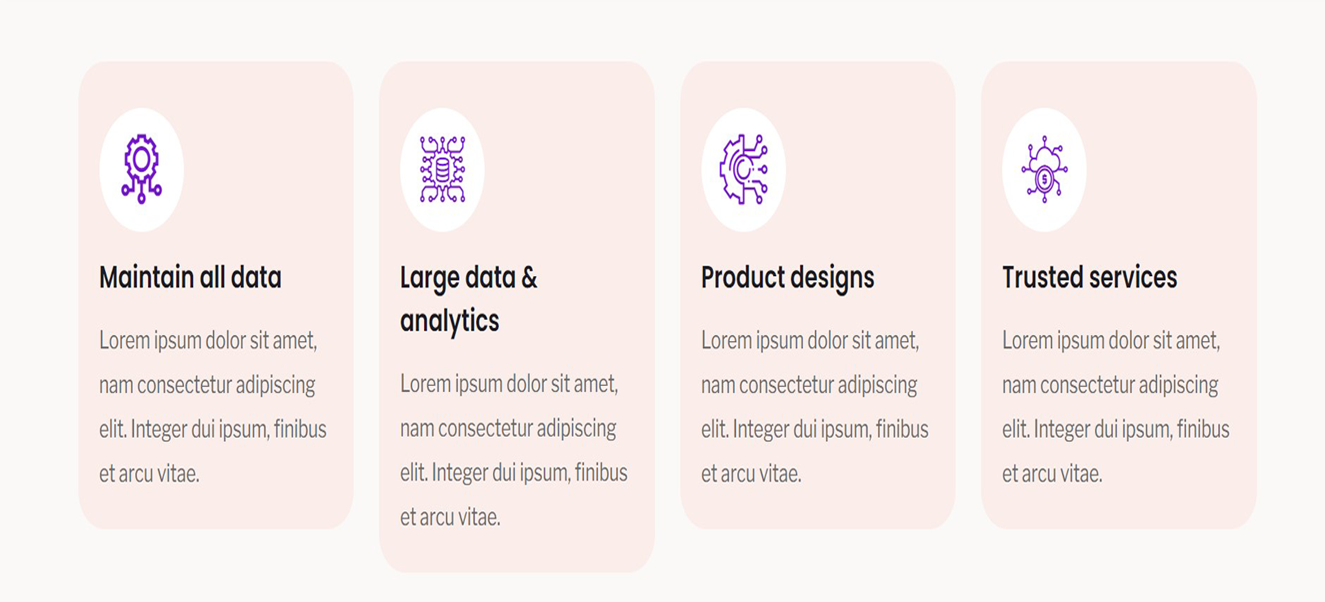 Maintain all data
Lorem ipsum dolor sit amet,
nam consectetur adipiscing
elit. Integer dui ipsum, finibus
et arcu vitae.
Large data &
analytics
Lorem ipsum dolor sit amet,
nam consectetur adipiscing
elit. Integer dui ipsum, finibus
et arcu vitae.
Product designs
Lorem ipsum dolor sit amet,
nam consectetur adipiscing
elit. Integer dui ipsum, finibus
et arcu vitae.
Trusted services
Lorem ipsum dolor sit amet,
nam consectetur adipiscing
elit. Integer dui ipsum, finibus
et arcu vitae.